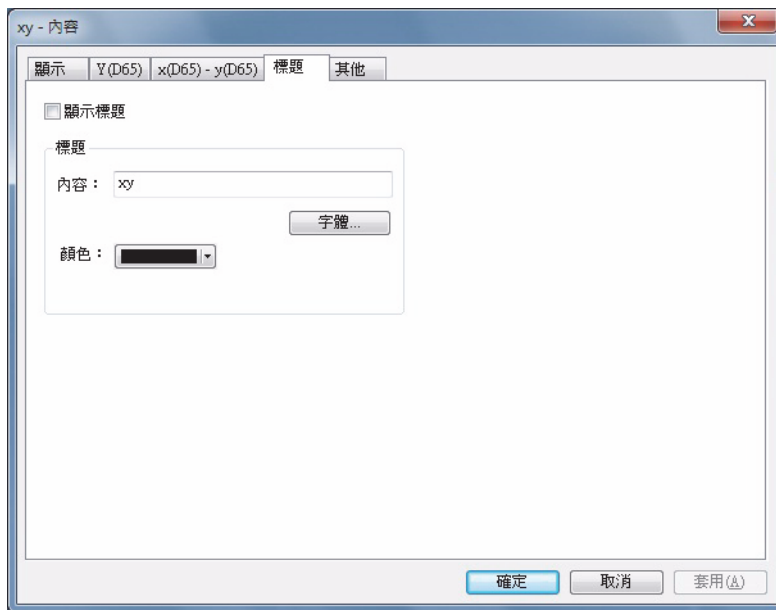 xy - 內容
顯示 Y(D65) x(D65) - y(D65) 標題 其他
顯示標題
標題
內容： xy
字體...
顏色：
確定 取消 套用(A)